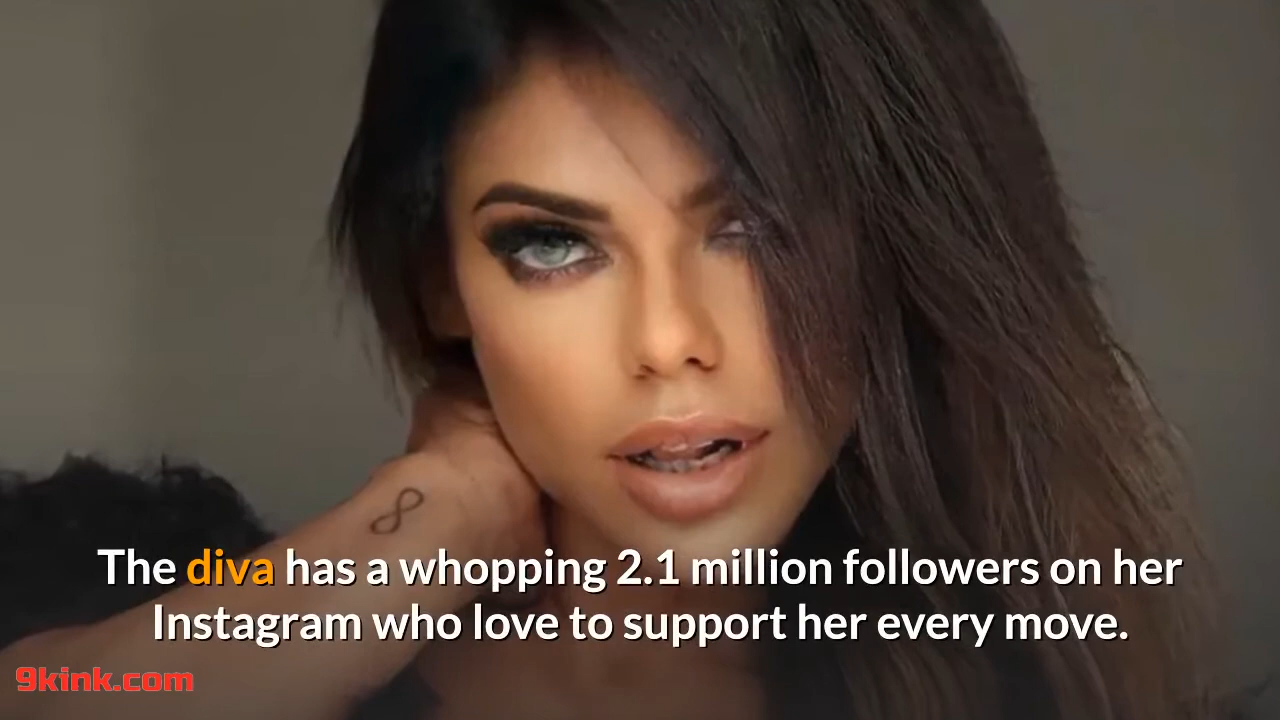 The diva has a whopping 2.1 million followers on her
Instagram who love to support her every move.
9kink.com